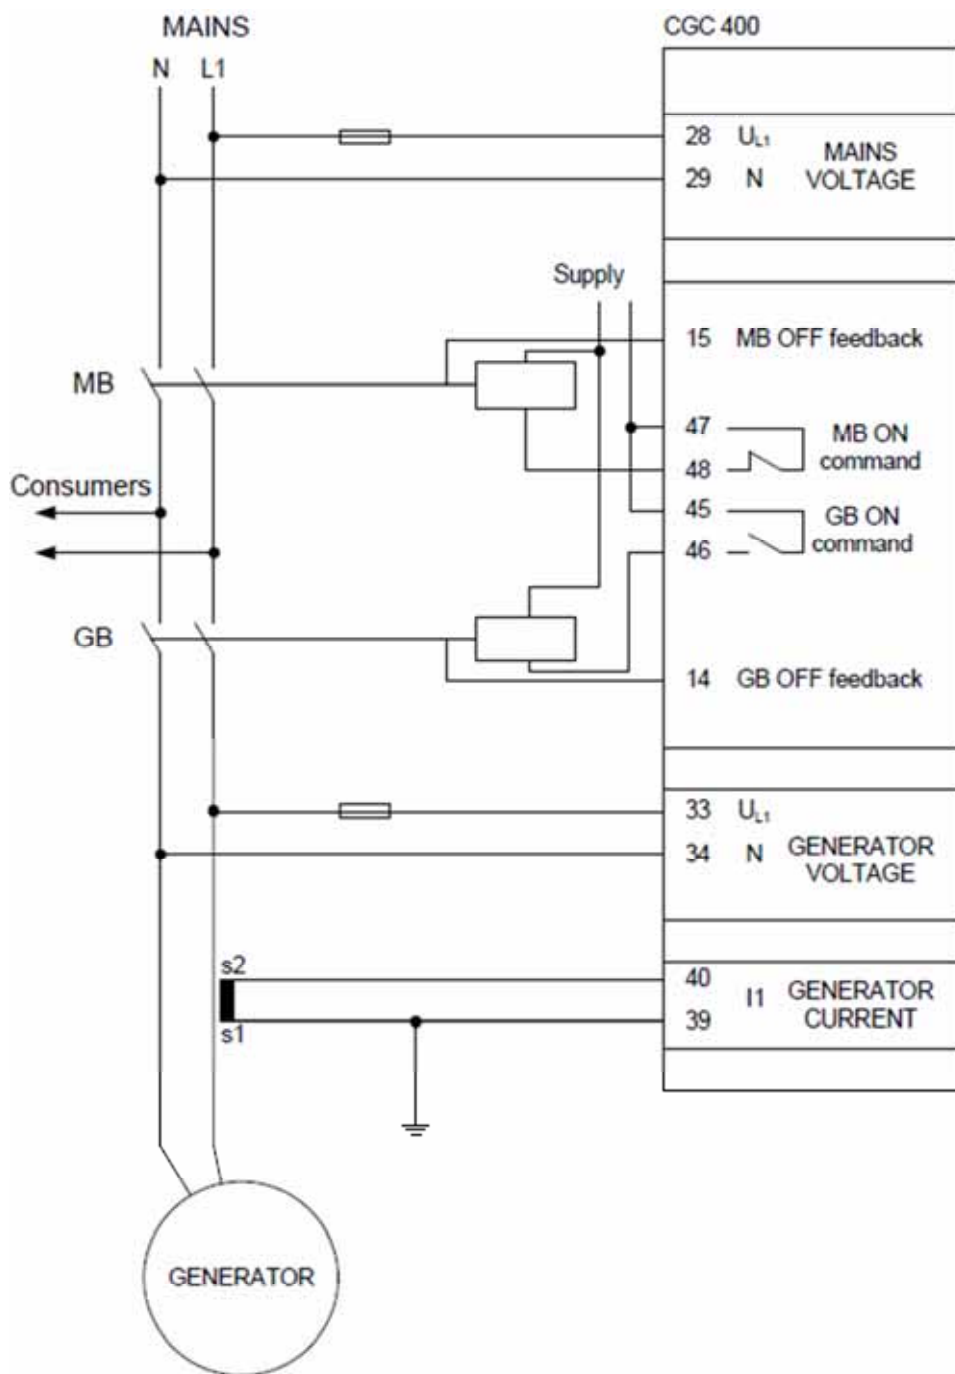 MAINS
CGC 400
N L1
28 U_L1
MAINS
VOLTAGE
29 N
Supply
15 MB OFF feedback
MB
47
MB ON
command
48
Consumers
45
GB ON
command
46
GB
14 GB OFF feedback
33 U_L1
34 N
GENERATOR
VOLTAGE
s2
40
I1
GENERATOR
CURRENT
39
s1
GENERATOR